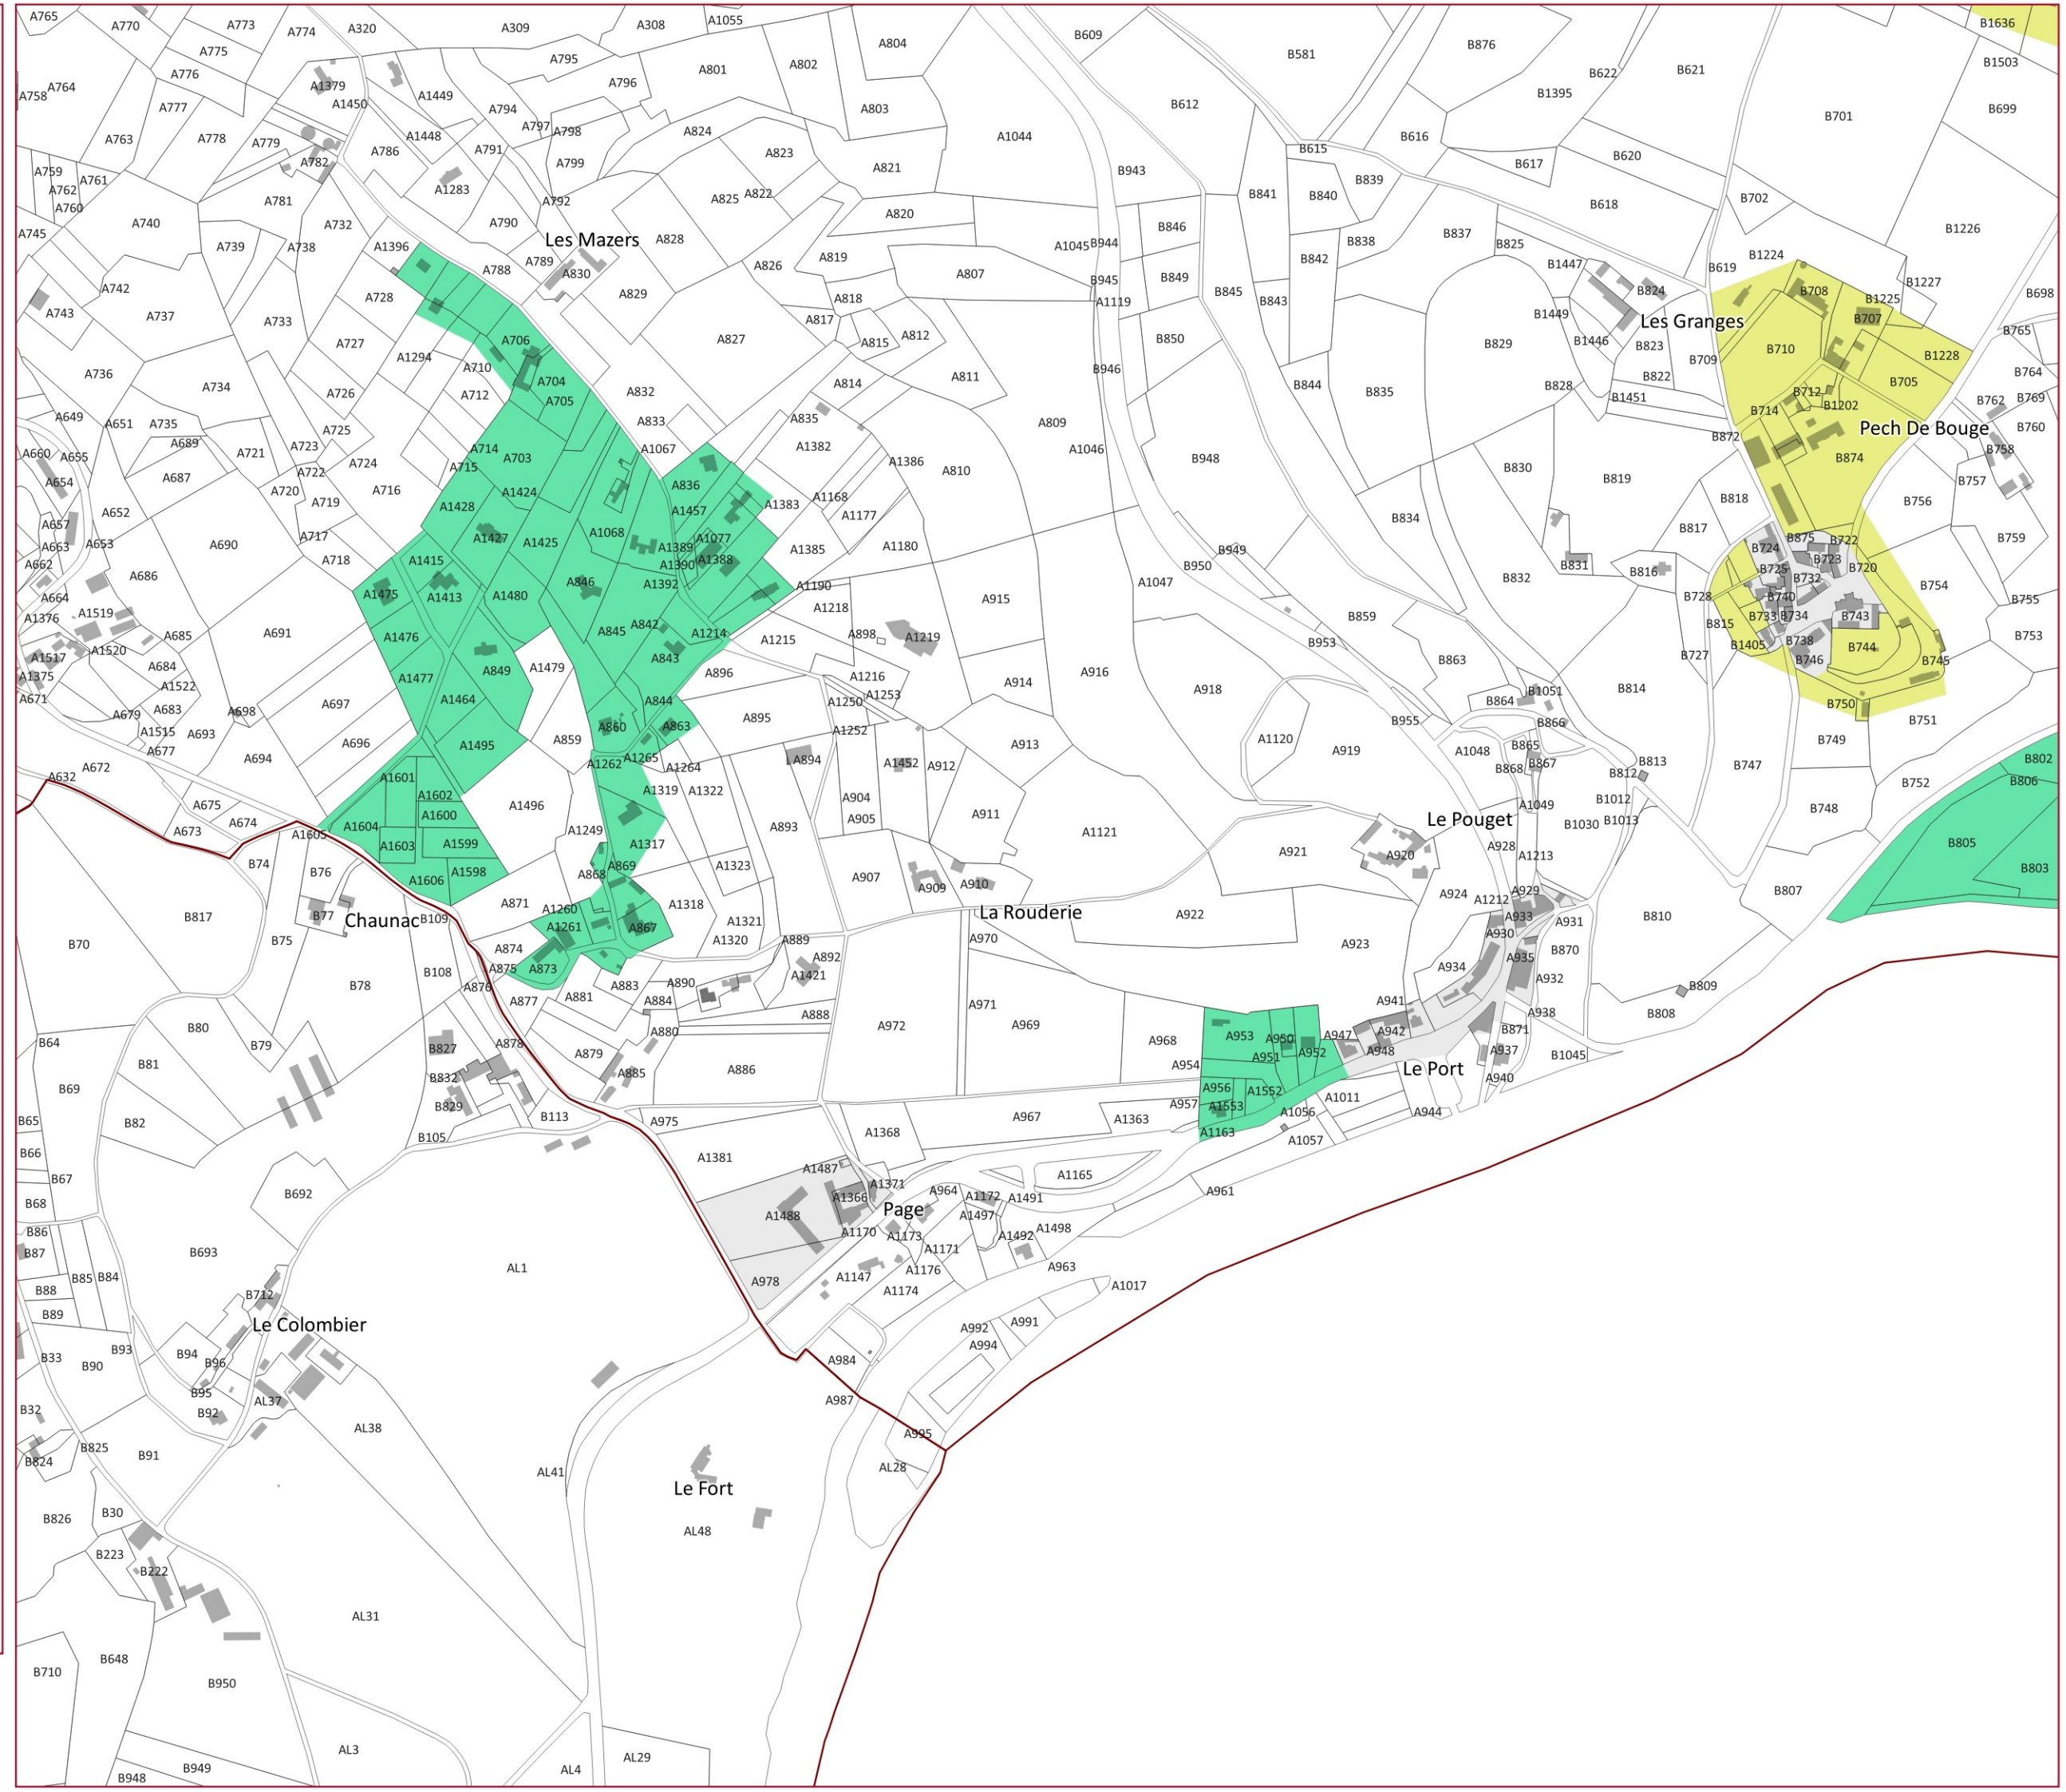 A765
A770
A773
A774
A320
A309
A308
A1055
A804
B609
B581
B876
B622
B621
B1636
B1503
A775
A776
A795
A796
A801
A802
A758
A764
A1379
A1450
A1449
A777
A794
A803
B612
B1395
B701
B699
A763
A778
A779
A1448
A797
A798
A824
A1044
B616
A786
A791
A799
A823
A821
B615
B617
B620
A782
A759
A762
A761
A760
A1283
A792
A825
A822
B943
B841
B840
B839
B618
B702
A781
A740
A732
A790
A820
A745
A739
A738
A1396
Les Mazers
A828
A1045
B944
B846
B838
B837
B825
B1226
A788
A789
A830
A826
A819
A807
B945
B849
B842
B1447
B619
B1224
A742
A728
A829
A818
A1119
B845
B843
B824
B708
B1225
B1227
B698
A743
A737
A733
A817
B1449
Les Granges
B707
B765
A727
A706
A827
A815
A812
B850
B829
B1446
B823
B710
A1294
A710
B709
B1228
A736
A704
B946
B822
B764
A734
A726
A712
A705
A832
A814
A811
B844
B835
B828
B1451
B712
B705
B762
B769
A649
A651
A735
A833
A835
A809
B714
B1202
Pech De Bouge
B760
A689
A725
A723
A1067
A1382
A1046
B872
B758
A660
A655
A721
A714
A703
A1386
B948
B830
B819
B874
A687
A722
A724
A715
A810
A654
A720
A716
A836
B757
A719
A1424
A1168
B818
B756
A652
A1428
A1457
A1383
A1177
B834
A657
A717
A1068
B817
A663
A653
A690
A1427
A1425
A1389
A1077
A1385
A1180
B949
B875
B722
B759
A662
A718
A1415
A1390
A1388
B950
B831
B724
B723
A686
A846
A1392
A1190
A1047
B832
B816
B725
B732
B720
B754
A664
A1475
A1413
A1480
A1218
A915
B728
B740
B755
A1376
A1519
A842
B859
B815
B733
B734
B743
A691
A1476
A845
A1214
A1215
A898
A1219
B953
B753
A685
B1405
B738
B744
A1517
A1520
A843
B727
B746
B745
A684
A849
A1479
A896
A916
B863
A1375
A1477
A1216
A914
A918
B814
A1522
A1464
A844
A1250
A1253
B1051
B864
B750
A671
A683
A697
A679
A698
A895
B955
B866
B751
A1515
A693
A860
A863
A1252
A696
A1495
A859
A913
A1120
A919
A1048
B865
B749
A677
A694
A1265
A894
A1452
A912
B868
B867
B813
B747
B802
A672
A632
A1601
A1262
A1264
B812
B806
B752
A1602
A1319
A1322
A904
A675
A1496
A905
A911
A1049
B1012
B748
A674
A1604
A1600
A893
Le Pouget
B1030
B1013
A673
A1605
A1249
A1121
A1603
A1599
A1317
A928
A1213
B805
A921
A920
B74
B76
A869
A1323
A868
A907
A909
A910
B803
A1606
A1598
A924
A929
B807
B77
Chaunac
B109
A871
A1260
A1318
A1212
B817
A1261
A867
A1321
La Rouderie
A922
A933
A931
B810
B70
B75
A874
A1320
A889
A970
A923
A930
B870
A875
A873
A892
A935
B108
A1421
A934
A932
B78
A876
A883
A890
B809
A877
A881
A884
A941
A971
A938
B808
B80
A880
A888
A972
A969
A968
A953
A950
A947
A942
B871
B64
B79
B827
A878
A951
A952
A948
A937
B1045
B81
A879
A954
Le Port
B832
A885
A886
B69
A956
A1552
A940
B829
A1553
A1011
B65
B82
B113
A975
A967
A1363
A957
A1056
A944
B105
A1368
A1163
A1057
B66
A1381
B67
A1487
A1165
B692
A1371
B68
A1366
A964
A1172
A1491
A961
A1488
Page
A1497
B86
A1170
A1173
A1498
B87
B693
A1171
A1492
B85
B84
AL1
A978
A1147
A1176
A963
B88
A1174
A1017
B712
B89
Le Colombier
A992
A991
B93
B94
A994
B33
B90
B96
A984
B95
AL37
A987
B32
B92
AL38
A995
B825
B91
B824
AL41
AL28
Le Fort
B826
B30
AL48
B223
B222
AL31
B710
B648
B950
AL3
AL29
B949
B948
AL4